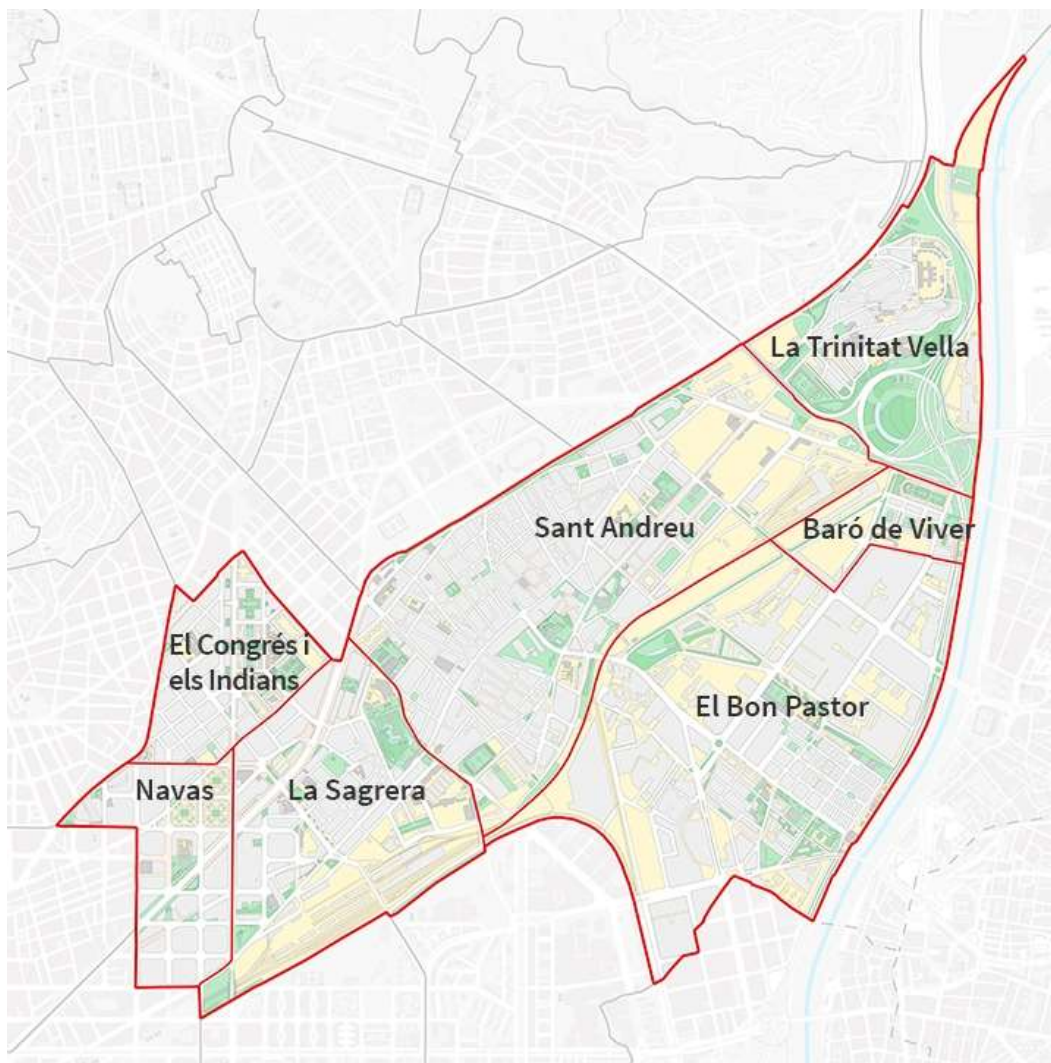 La Trinitat Vella
Sant Andreu
Baró de Viver
El Congrés i
els Indians
El Bon Pastor
Navas
La Sagrera